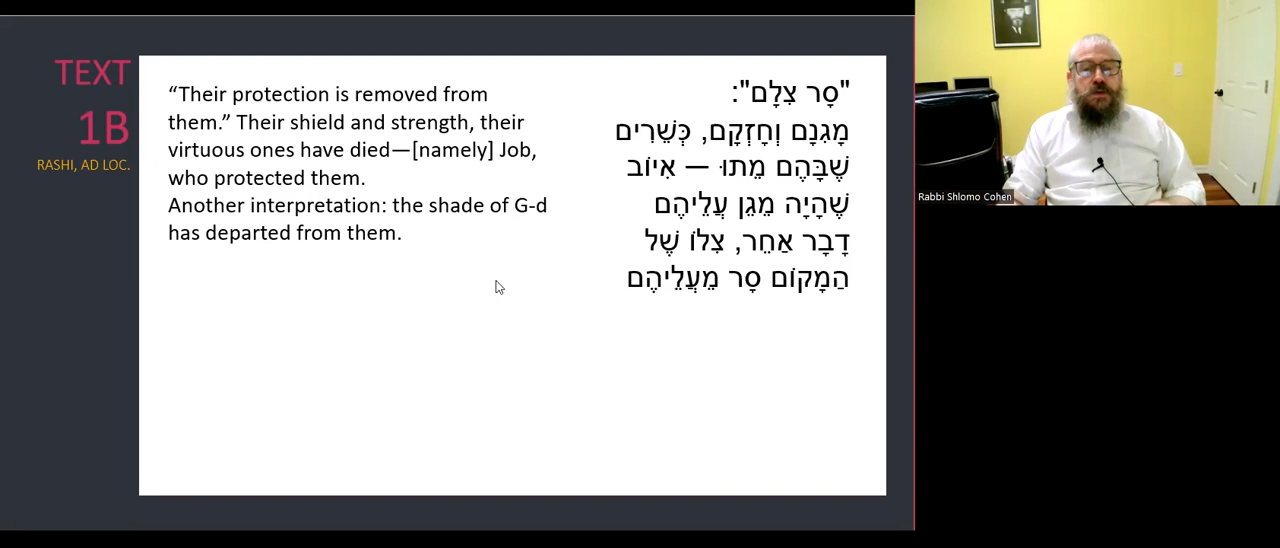 TEXT
1B
RASHI, AD LOC.
“Their protection is removed from
them.” Their shield and strength, their
virtuous ones have died—[namely] Job,
who protected them.
Another interpretation: the shade of G-d
has departed from them.
"סָר צִלָם":
מָגִנָם וְחָזְקָם, כְּשֵׁרִים
שֶׁבָּהֶם מֵתוּ — אִיוֹב
שֶׁהָיָה מֵגֵן עֲלֵיהֶם
דָבָר אַחֵר, צִלוֹ שֶׁל
הַמָקוֹם סָר מֵעֲלֵיהֶם
Rabbi Shlomo Cohen